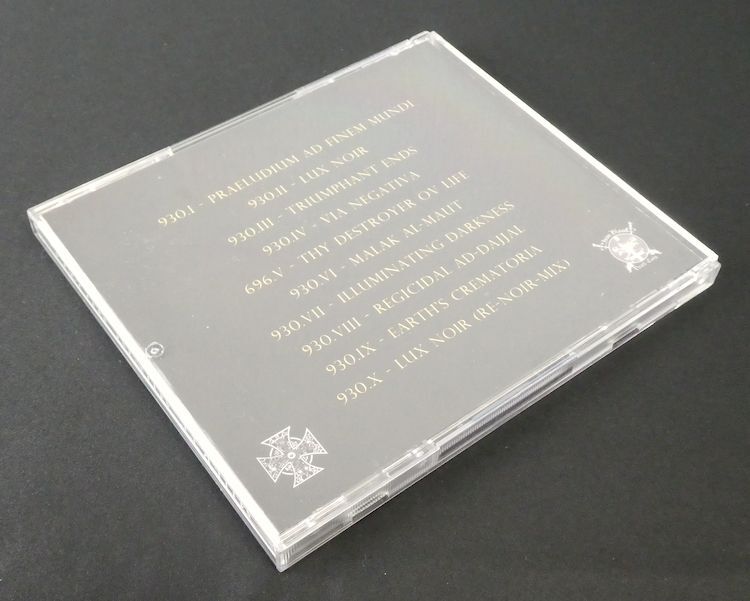 930.I - PRAELUDIUM AD FINEM MUNDI
930.II - LUX NOIR
930.III - TRIUMPHANT ENDS
930.IV - VIA NEGATIVA
696.V - THY DESTROYER OV LIFE
930.VI - MALAK AL-MAUT
930.VII - ILLUMINATING DARKNESS
930.VIII - REGICIDAL AD-DAJJAL
930.IX - EARTH'S CREMATORIA
930.X - LUX NOIR (RE-NOIR-MIX)